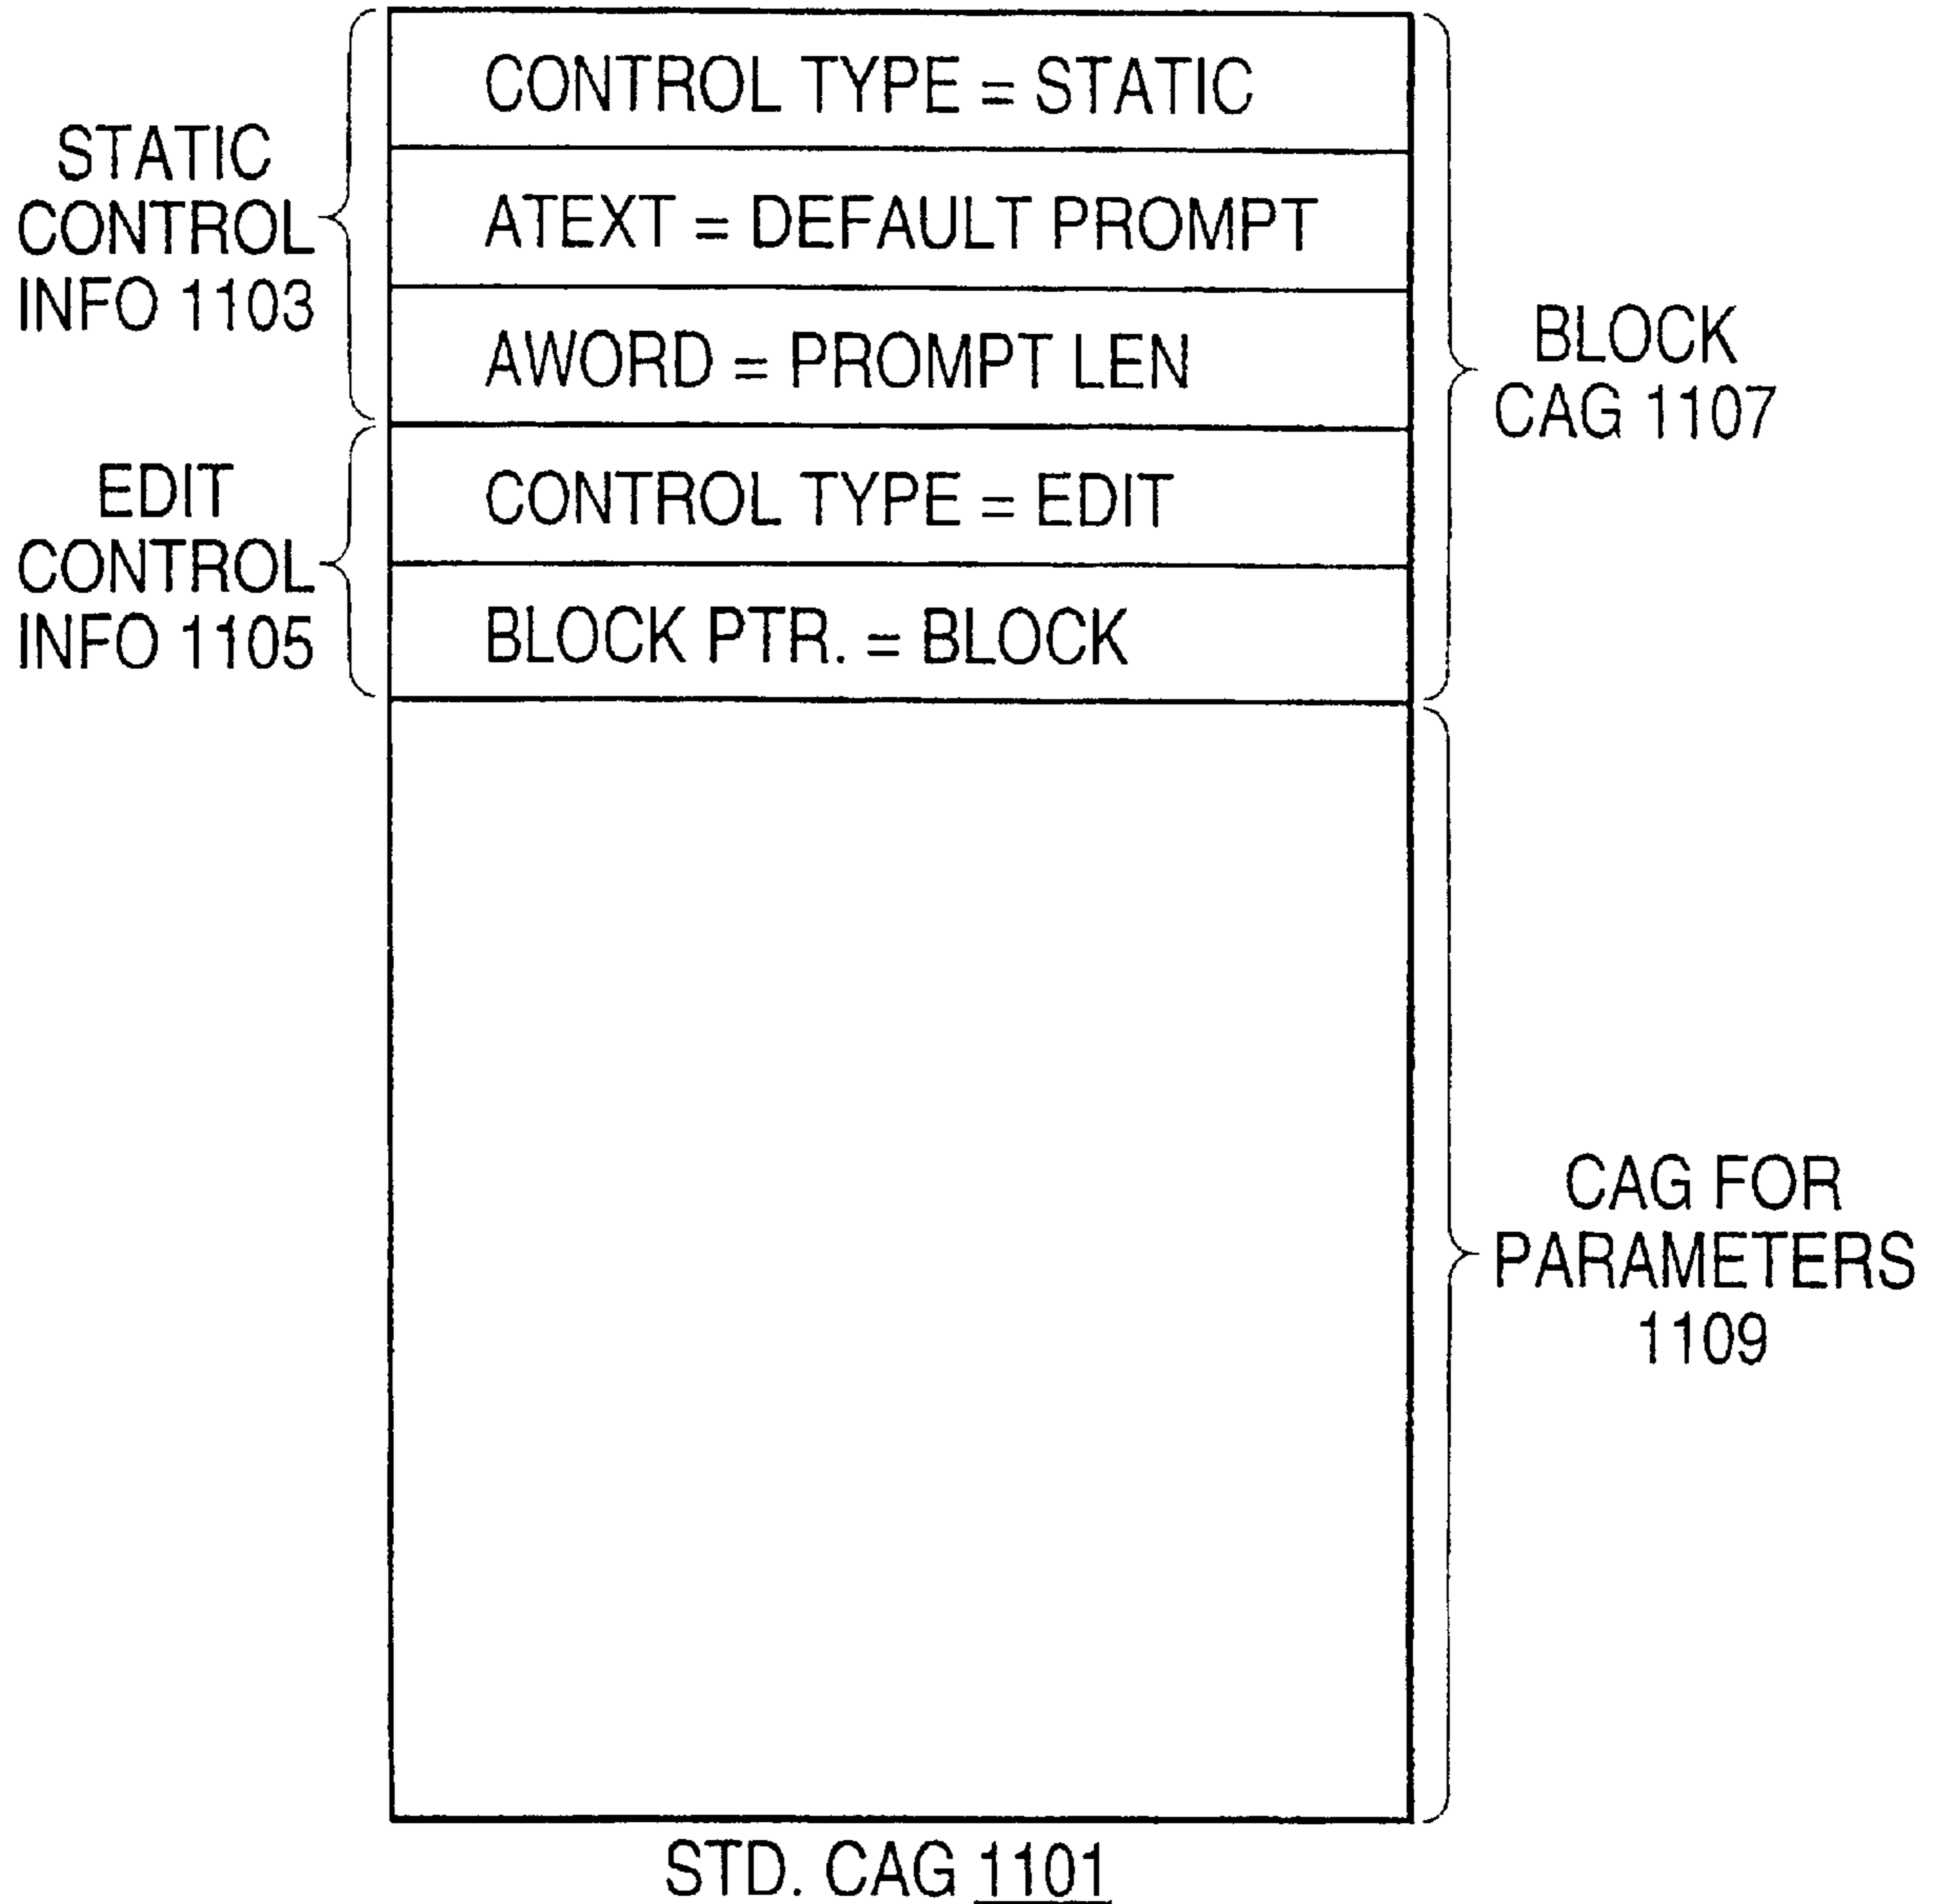 CONTROL TYPE = STATIC
ATEXT = DEFAULT PROMPT
AWORD = PROMPT LEN
STATIC
CONTROL
INFO 1103
CONTROL TYPE = EDIT
BLOCK PTR. = BLOCK
EDIT
CONTROL
INFO 1105
BLOCK
CAG 1107
CAG FOR
PARAMETERS
1109
STD. CAG 1101